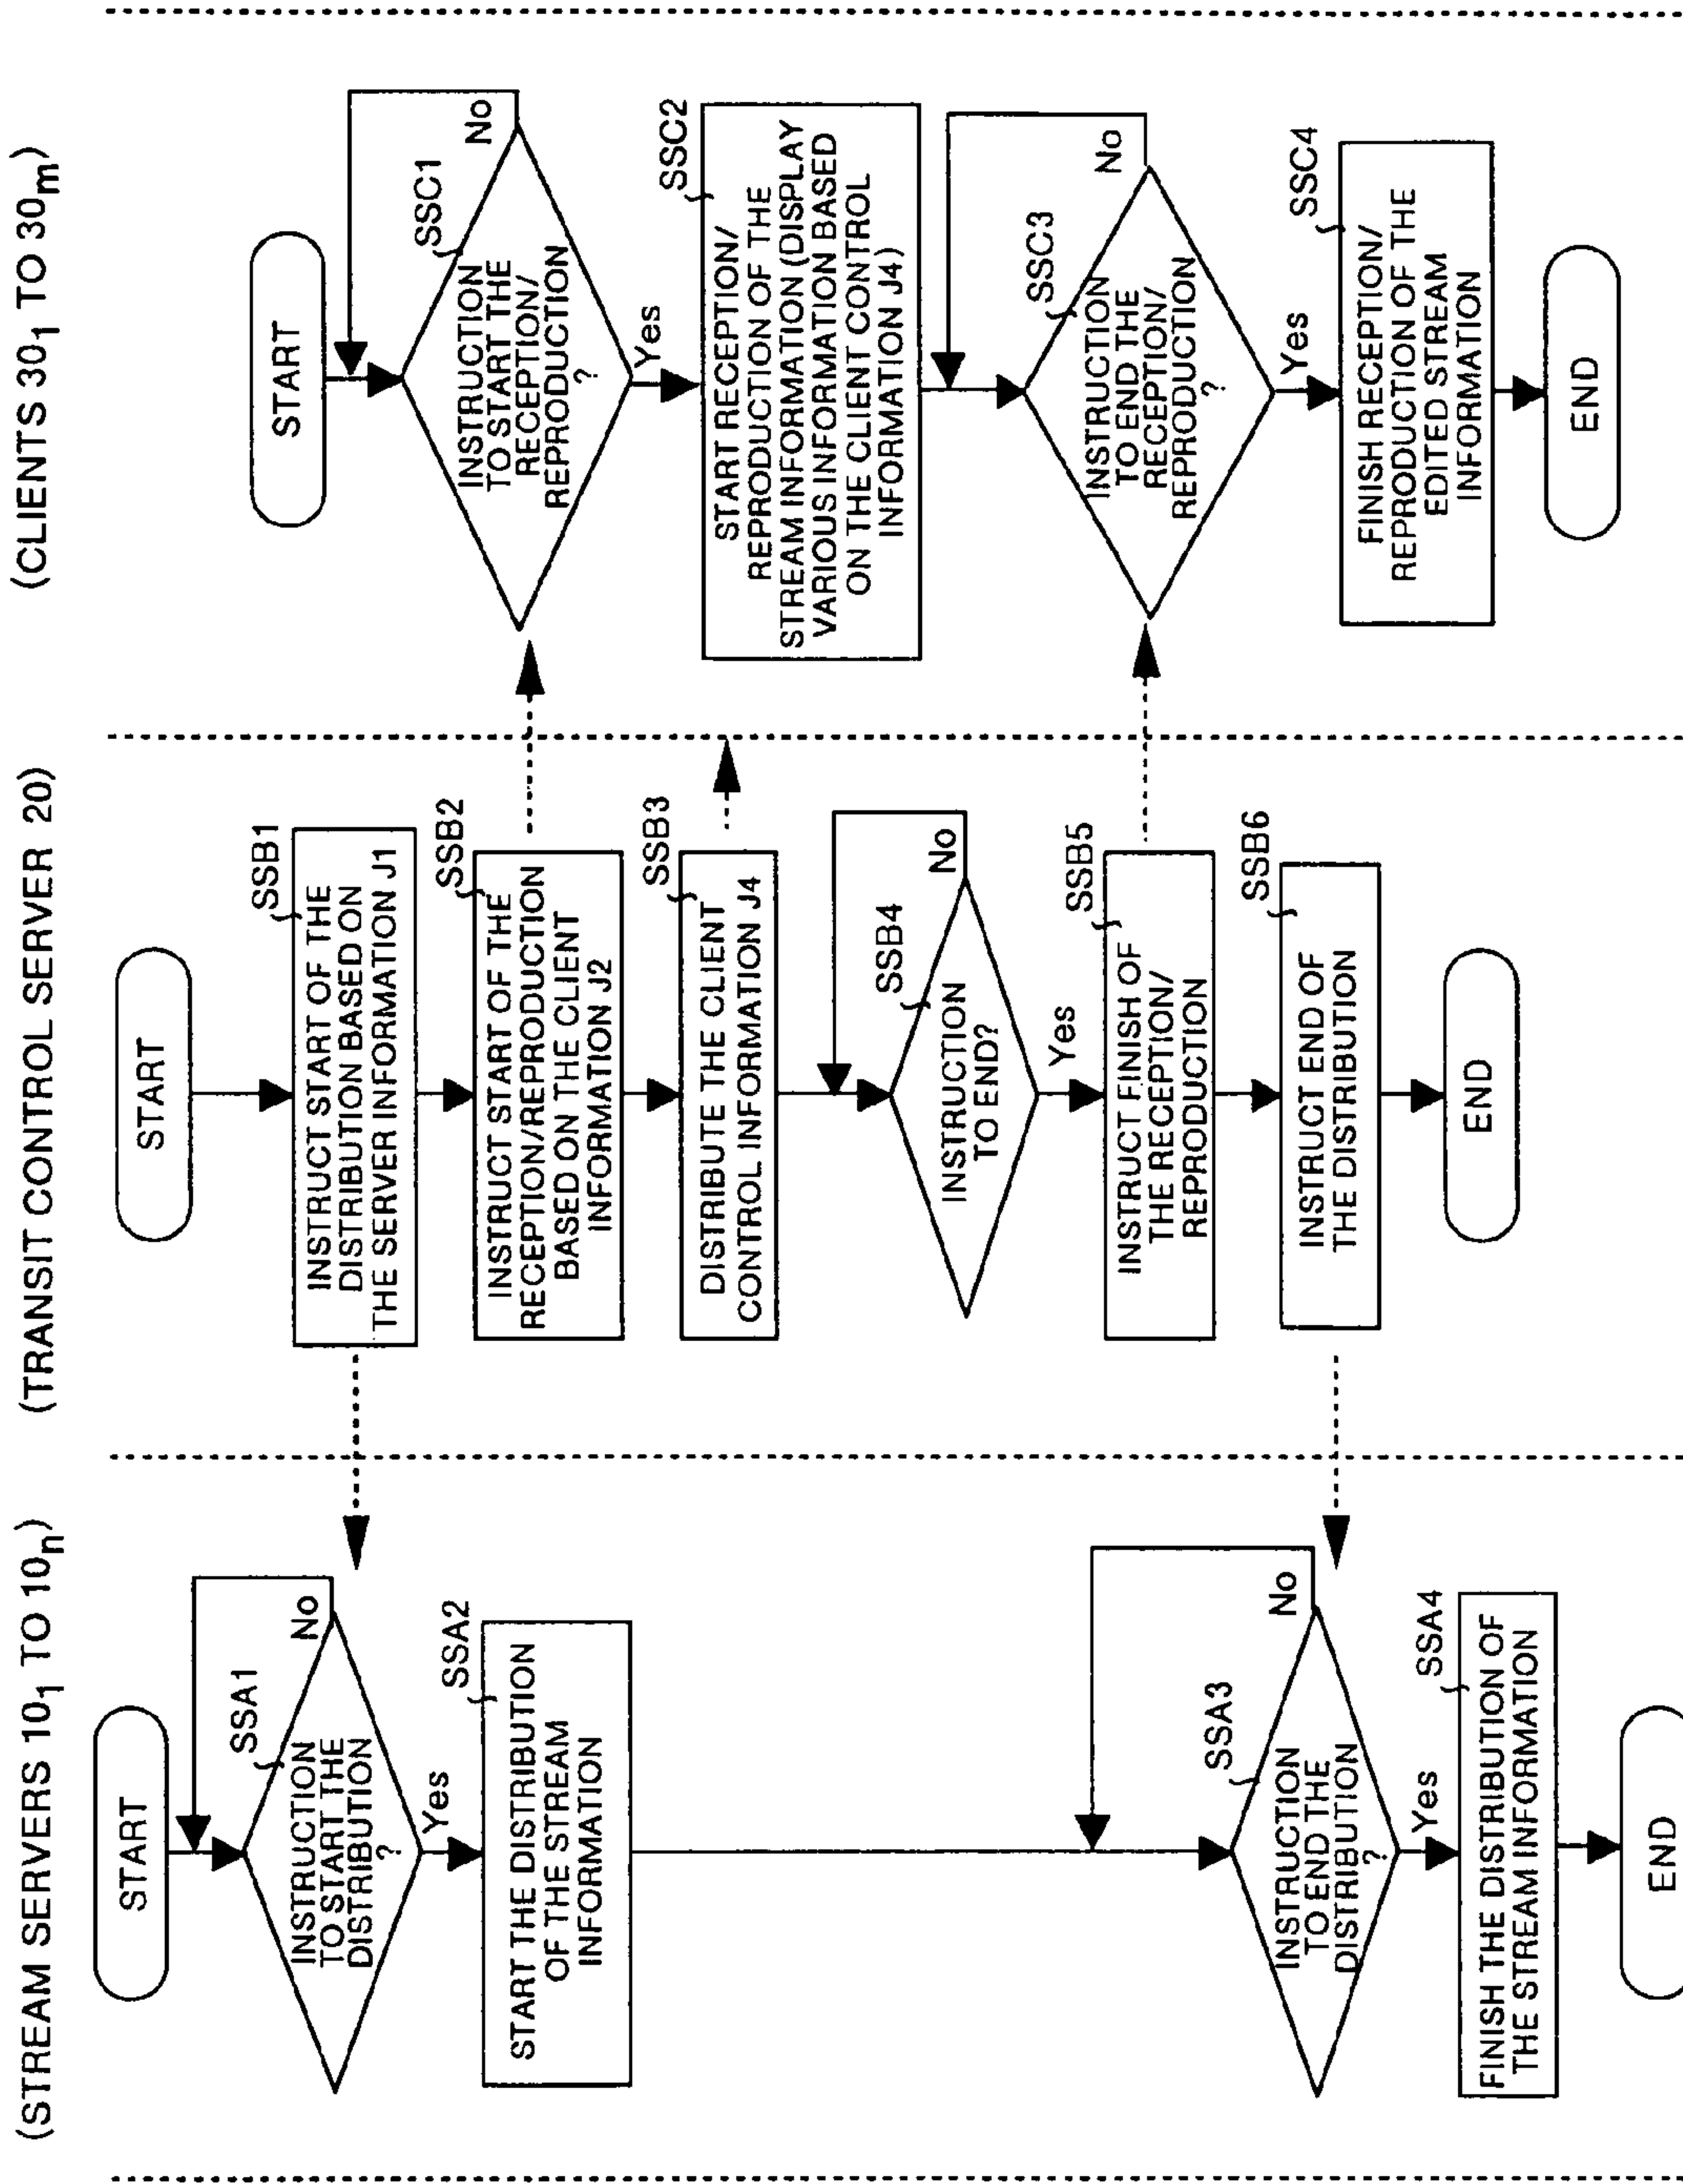 (STREAM SERVERS 10₁ TO 10ₙ)
START
SSA1
INSTRUCTION
TO START THE
DISTRIBUTION
?
No
Yes
SSA2
START THE DISTRIBUTION
OF THE STREAM
INFORMATION
SSA3
INSTRUCTION
TO END THE
DISTRIBUTION
?
No
Yes
SSA4
FINISH THE DISTRIBUTION OF
THE STREAM INFORMATION
END
(TRANSIT CONTROL SERVER 20)
START
SSB1
INSTRUCT START OF THE
DISTRIBUTION BASED ON
THE SERVER INFORMATION J1
SSB2
INSTRUCT START OF THE
RECEPTION/REPRODUCTION
BASED ON THE CLIENT
INFORMATION J2
SSB3
DISTRIBUTE THE CLIENT
CONTROL INFORMATION J4
SSB4
INSTRUCTION
TO END?
No
Yes
SSB5
INSTRUCT FINISH OF
THE RECEPTION/
REPRODUCTION
SSB6
INSTRUCT END OF
THE DISTRIBUTION
END
(CLIENTS 30₁ TO 30ₘ)
START
SSC1
INSTRUCTION
TO START THE
RECEPTION/
REPRODUCTION
?
No
Yes
SSC2
START RECEPTION/
REPRODUCTION OF THE
STREAM INFORMATION (DISPLAY
VARIOUS INFORMATION BASED
ON THE CLIENT CONTROL
INFORMATION J4)
SSC3
INSTRUCTION
TO END THE
RECEPTION/
REPRODUCTION
?
No
Yes
SSC4
FINISH RECEPTION/
REPRODUCTION OF THE
EDITED STREAM
INFORMATION
END